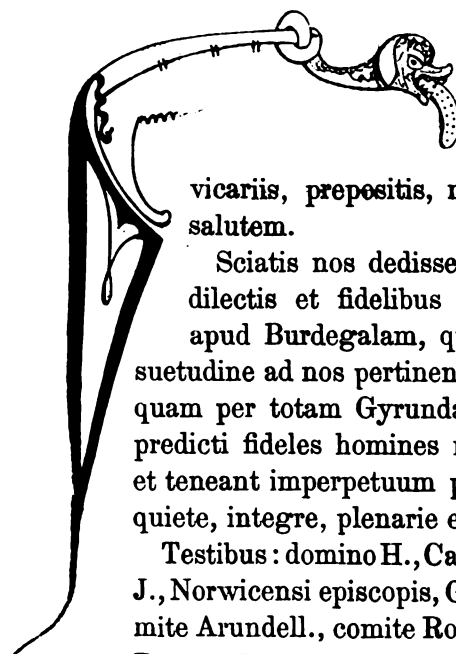 vicariis, prepositis,
salutem.
Sciatis nos dedisse
dilectis et fidelibus
apud Burdegalam,
suetudine ad nos pertinen
quam per totam Gyrunda
predicti fideles homines
et teneant imperpetuum
quiete, integre, plenarie e
Testibus: domino H., Ca
J., Norwicensi episcopis, G
mite Arundell., comite Ro